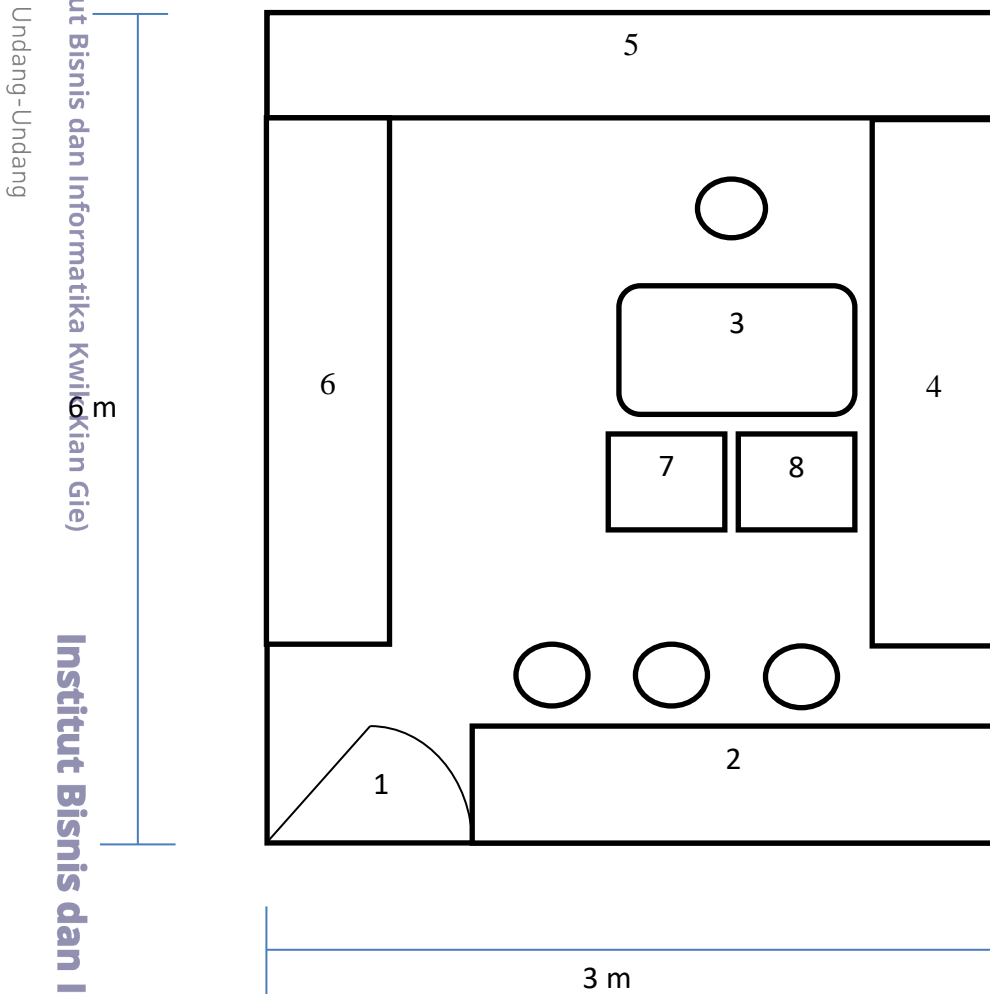 Undang-Undang
ut Bisnis dan Informatika Kwik Kian Gie)
Institut Bisnis dan I
5
3
6
4
6 m
7
8
2
1
3 m